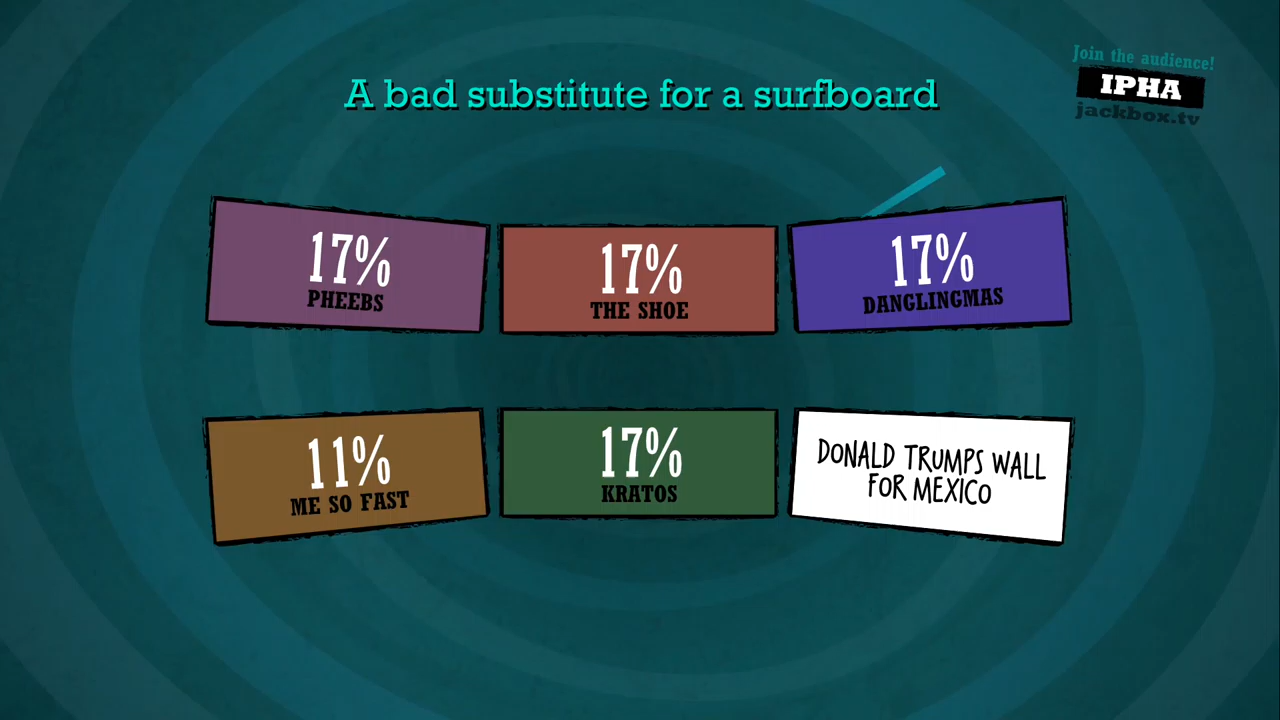 Join the audience!
IPHA
jackbox.tv
A bad substitute for a surfboard
17%
PHEEBS
17%
THE SHOE
17%
DANGLINGMAS
11%
ME SO FAST
17%
KRATOS
DONALD TRUMPS WALL
FOR MEXICO